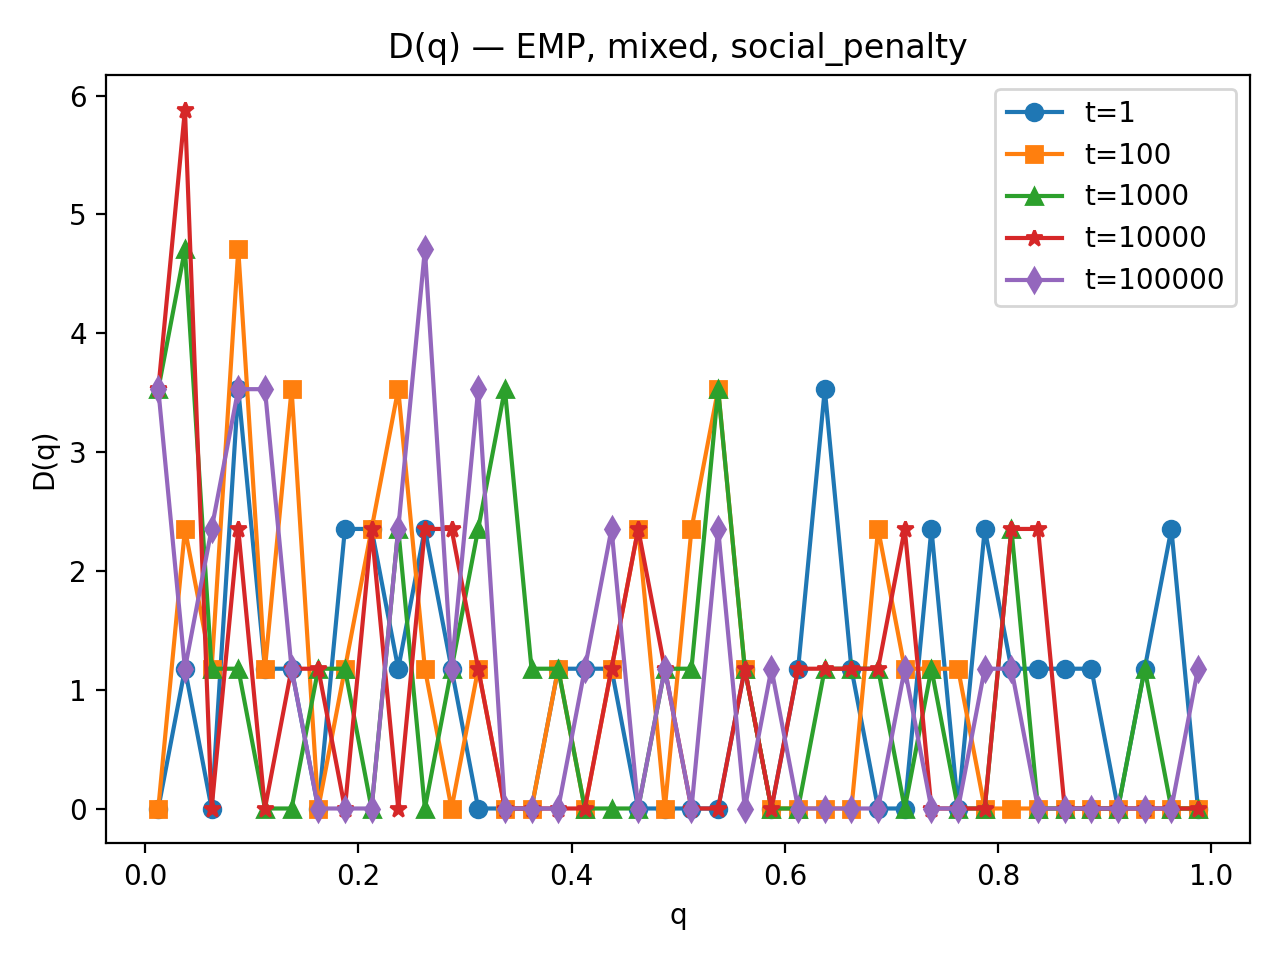 D(q) — EMP, mixed, social_penalty
t=1
t=100
t=1000
t=10000
t=100000
D(q)
6
5
4
3
2
1
0
0.0 0.2 0.4 0.6 0.8 1.0
q